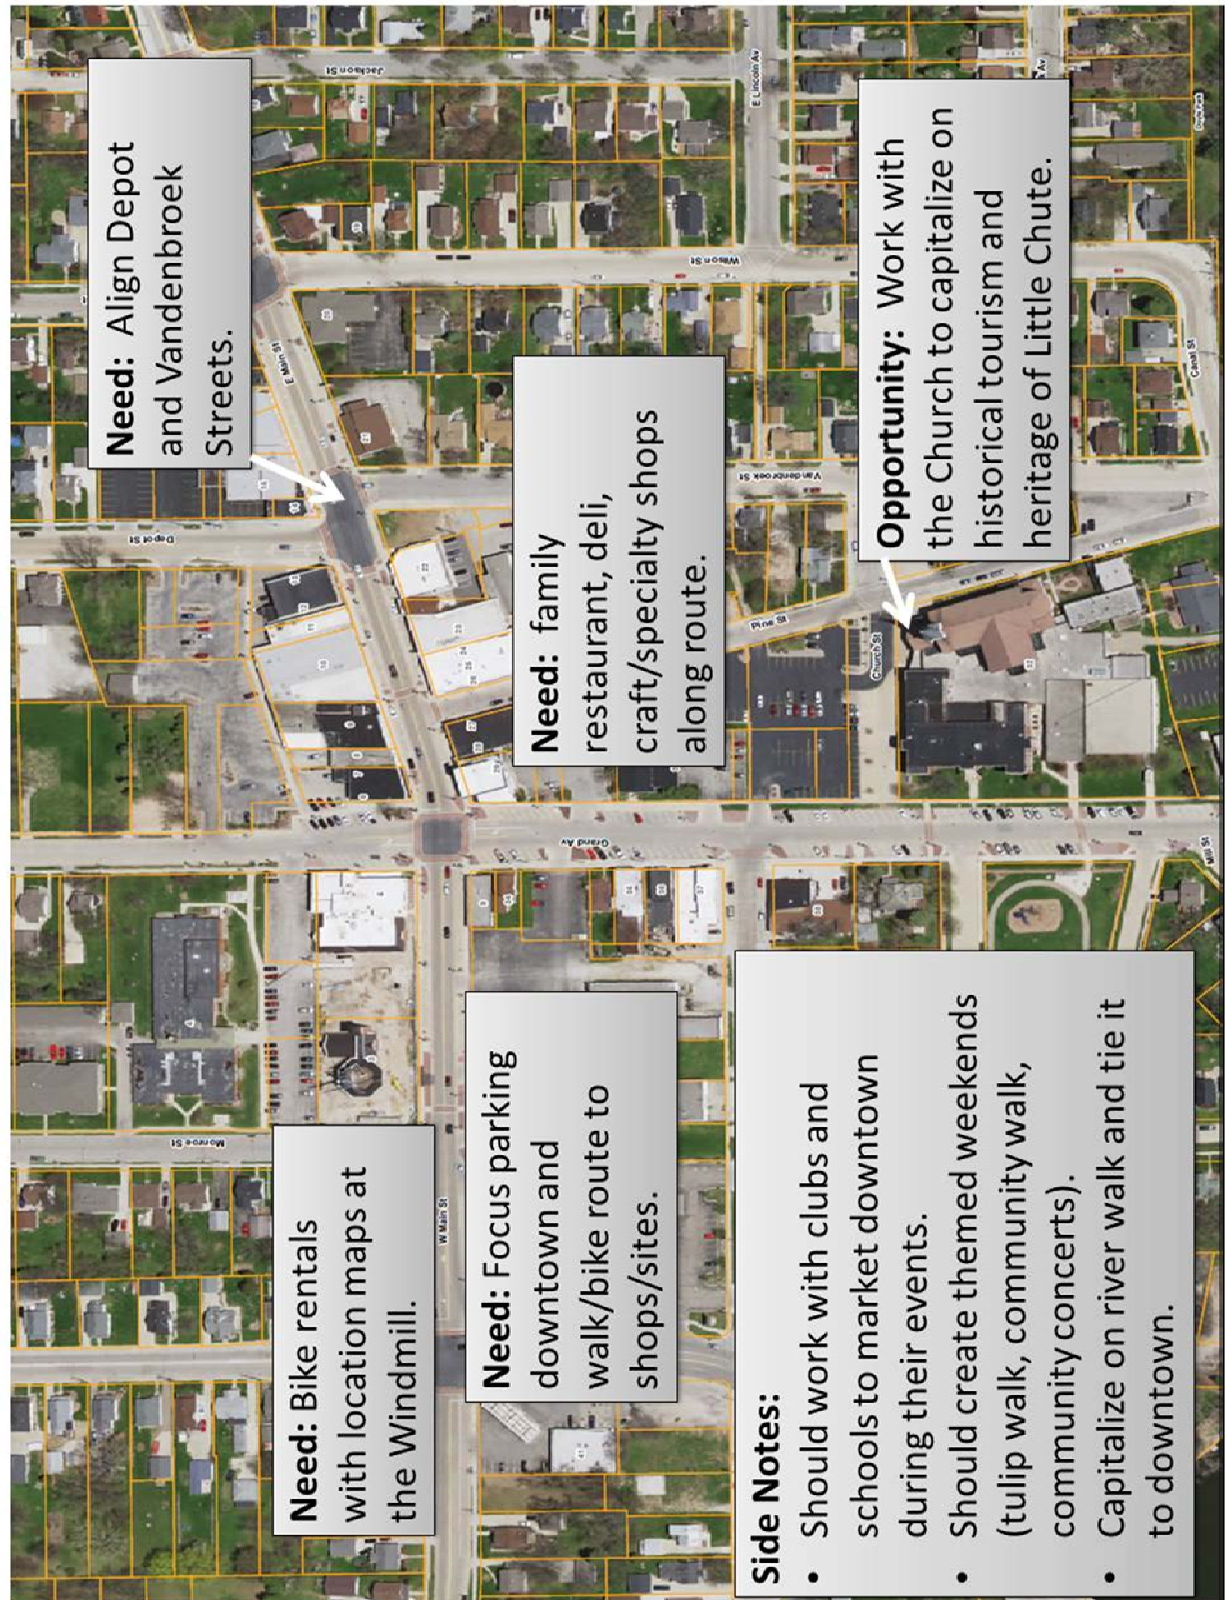 Need: Bike rentals
with location maps at
the Windmill.
Need: Align Depot
and Vandenbroek
Streets.
Need: Focus parking
downtown and
walk/bike route to
shops/sites.
Need: family
restaurant, deli,
craft/specialty shops
along route.
Side Notes:
• Should work with clubs and
schools to market downtown
during their events.
• Should create themed weekends
(tulip walk, community walk,
community concerts).
• Capitalize on river walk and tie it
to downtown.
Opportunity: Work with
the Church to capitalize on
historical tourism and
heritage of Little Chute.
Monroe St
Depot St
Jackson St
W Main St
E Main St
Grand Av
Wilson St
E Lincoln Av
Av
Vandenbroek St
Church St
Canal St
Mill St